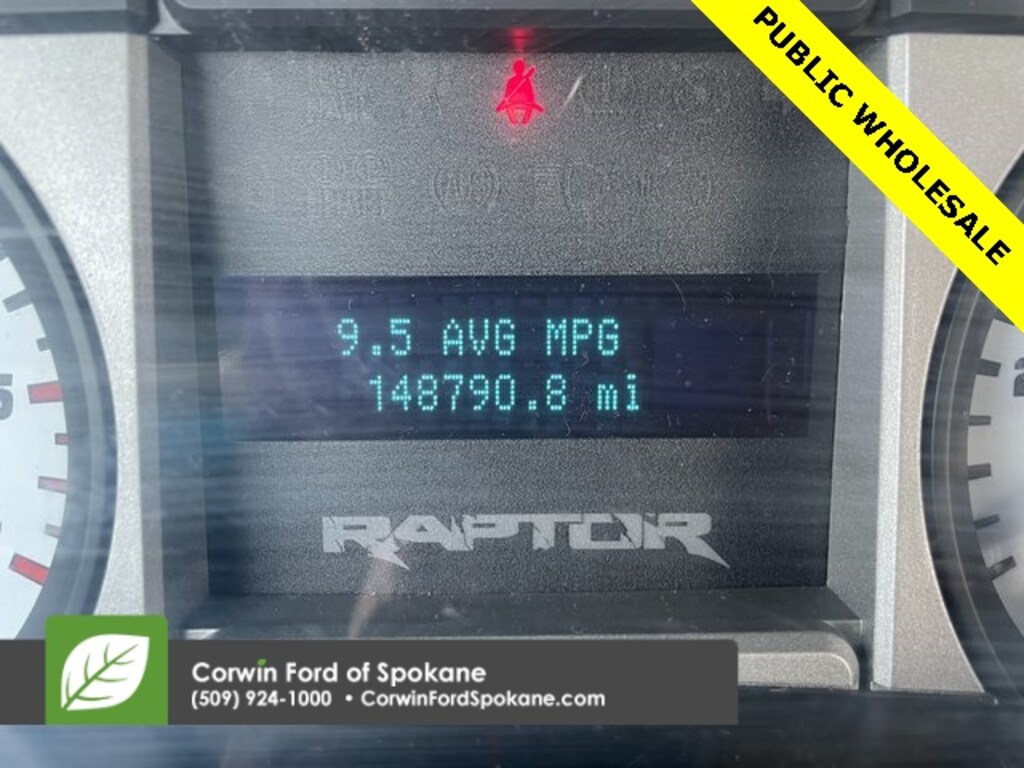 PUBLIC WHOLESALE
9.5 AVG MPG
148790.8 mi
RAPTOR
5
Corwin Ford of Spokane
(509) 924-1000 • CorwinFordSpokane.com